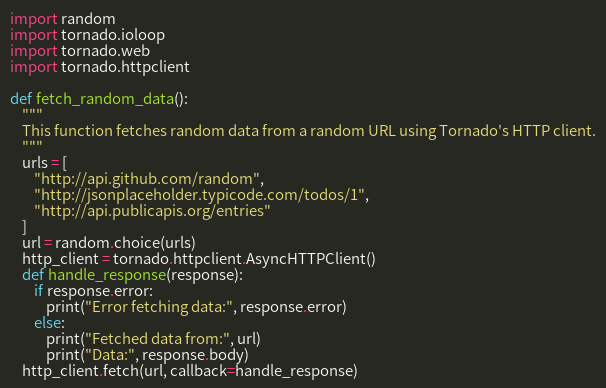 import random
import tornado.ioloop
import tornado.web
import tornado.httpclient

def fetch_random_data():
    """
    This function fetches random data from a random URL using Tornado's HTTP client.
    """
    urls = [
        "http://api.github.com/random",
        "http://jsonplaceholder.typicode.com/todos/1",
        "http://api.publicapis.org/entries"
    ]
    url = random.choice(urls)
    http_client = tornado.httpclient.AsyncHTTPClient()
    def handle_response(response):
        if response.error:
            print("Error fetching data:", response.error)
        else:
            print("Fetched data from:", url)
            print("Data:", response.body)
    http_client.fetch(url, callback=handle_response)